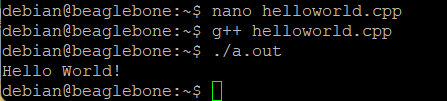 debian@beaglebone:~$ nano helloworld.cpp
debian@beaglebone:~$ g++ helloworld.cpp
debian@beaglebone:~$ ./a.out
Hello World!
debian@beaglebone:~$